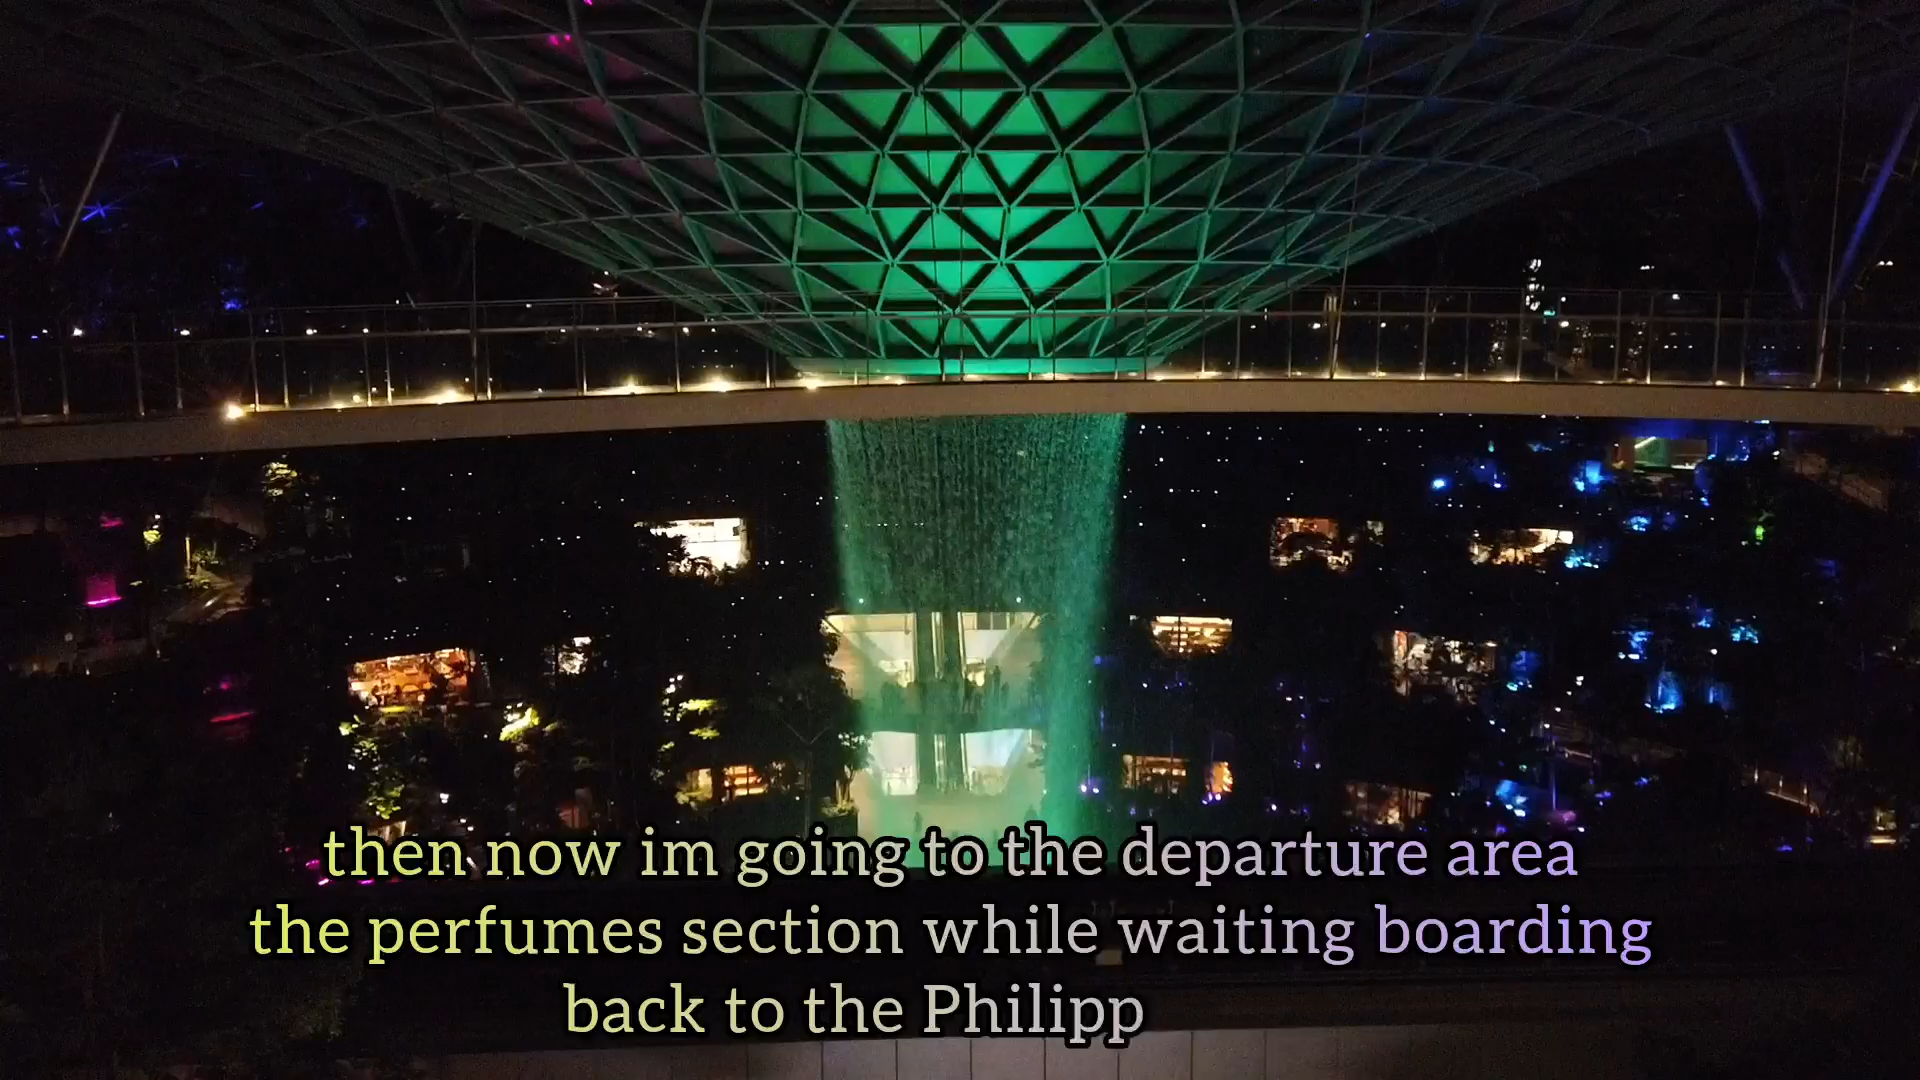 then now im going to the departure area
the perfumes section while waiting boarding
back to the Philipp